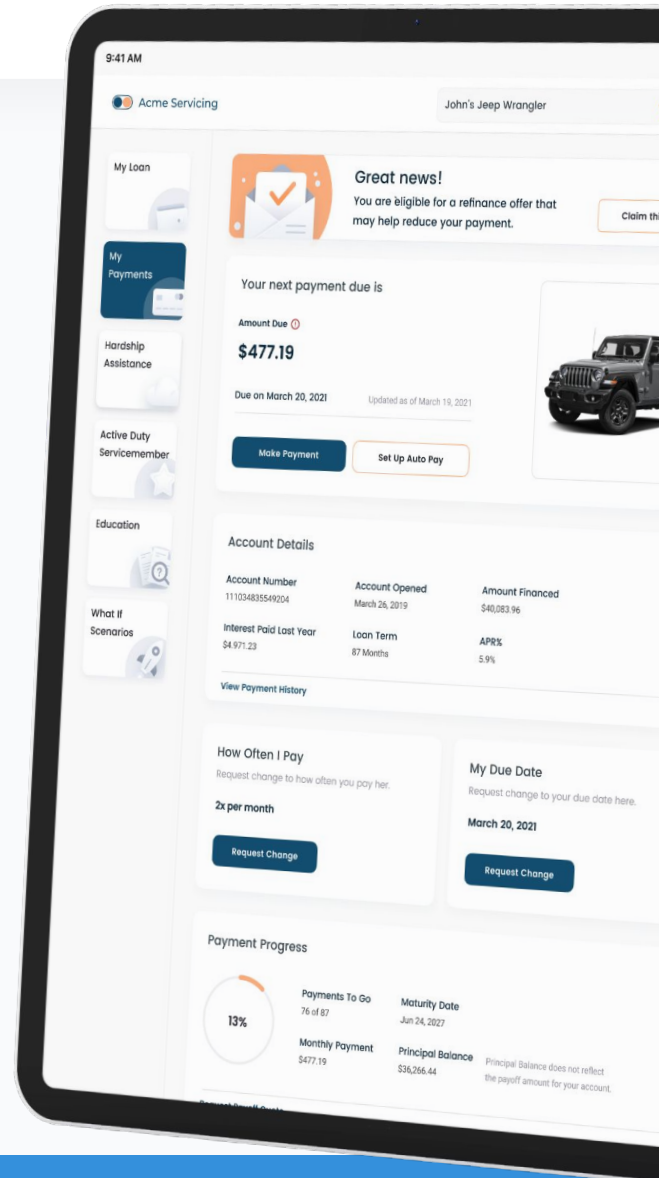 9:41 AM
Acme Servicing
John's Jeep Wrangler
My Loan
My
Payments
Hardship
Assistance
Active Duty
Servicemember
Education
What If
Scenarios
Great news!
You are eligible for a refinance offer that
may help reduce your payment.
Claim thi
Your next payment due is
Amount Due
$477.19
Due on March 20, 2021
Updated as of March 19, 2021
Make Payment
Set Up Auto Pay
Account Details
Account Number
111034835549204
Account Opened
March 26, 2019
Amount Financed
$40,083.96
Interest Paid Last Year
$4.971.23
Loan Term
87 Months
APR%
5.9%
View Payment History
How Often I Pay
Request change to how often you pay her.
2x per month
Request Change
My Due Date
Request change to your due date here.
March 20, 2021
Request Change
Payment Progress
13%
Payments To Go
76 of 87
Maturity Date
Jun 24, 2027
Monthly Payment
$477.19
Principal Balance
$36,266.44
Principal Balance does not reflect
the payoff amount for your account.